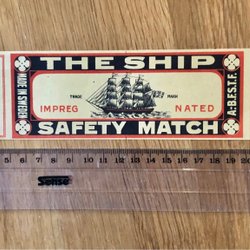 THE SHIP
TRADE MARK
IMPREG NATED
SAFETY MATCH
MADE IN SWEDEN
A.B.E.S.T.F.
5 6 7 8 9 10 11 12 13 14 15 16 17 18 19 20
Sense